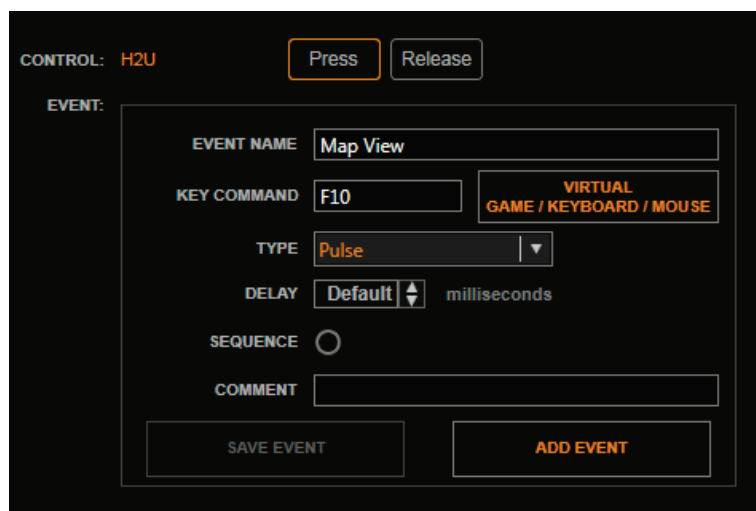 CONTROL: H2U Press Release
EVENT:
EVENT NAME Map View
KEY COMMAND F10 VIRTUAL
GAME / KEYBOARD / MOUSE
TYPE Pulse
DELAY Default milliseconds
SEQUENCE
COMMENT
SAVE EVENT ADD EVENT